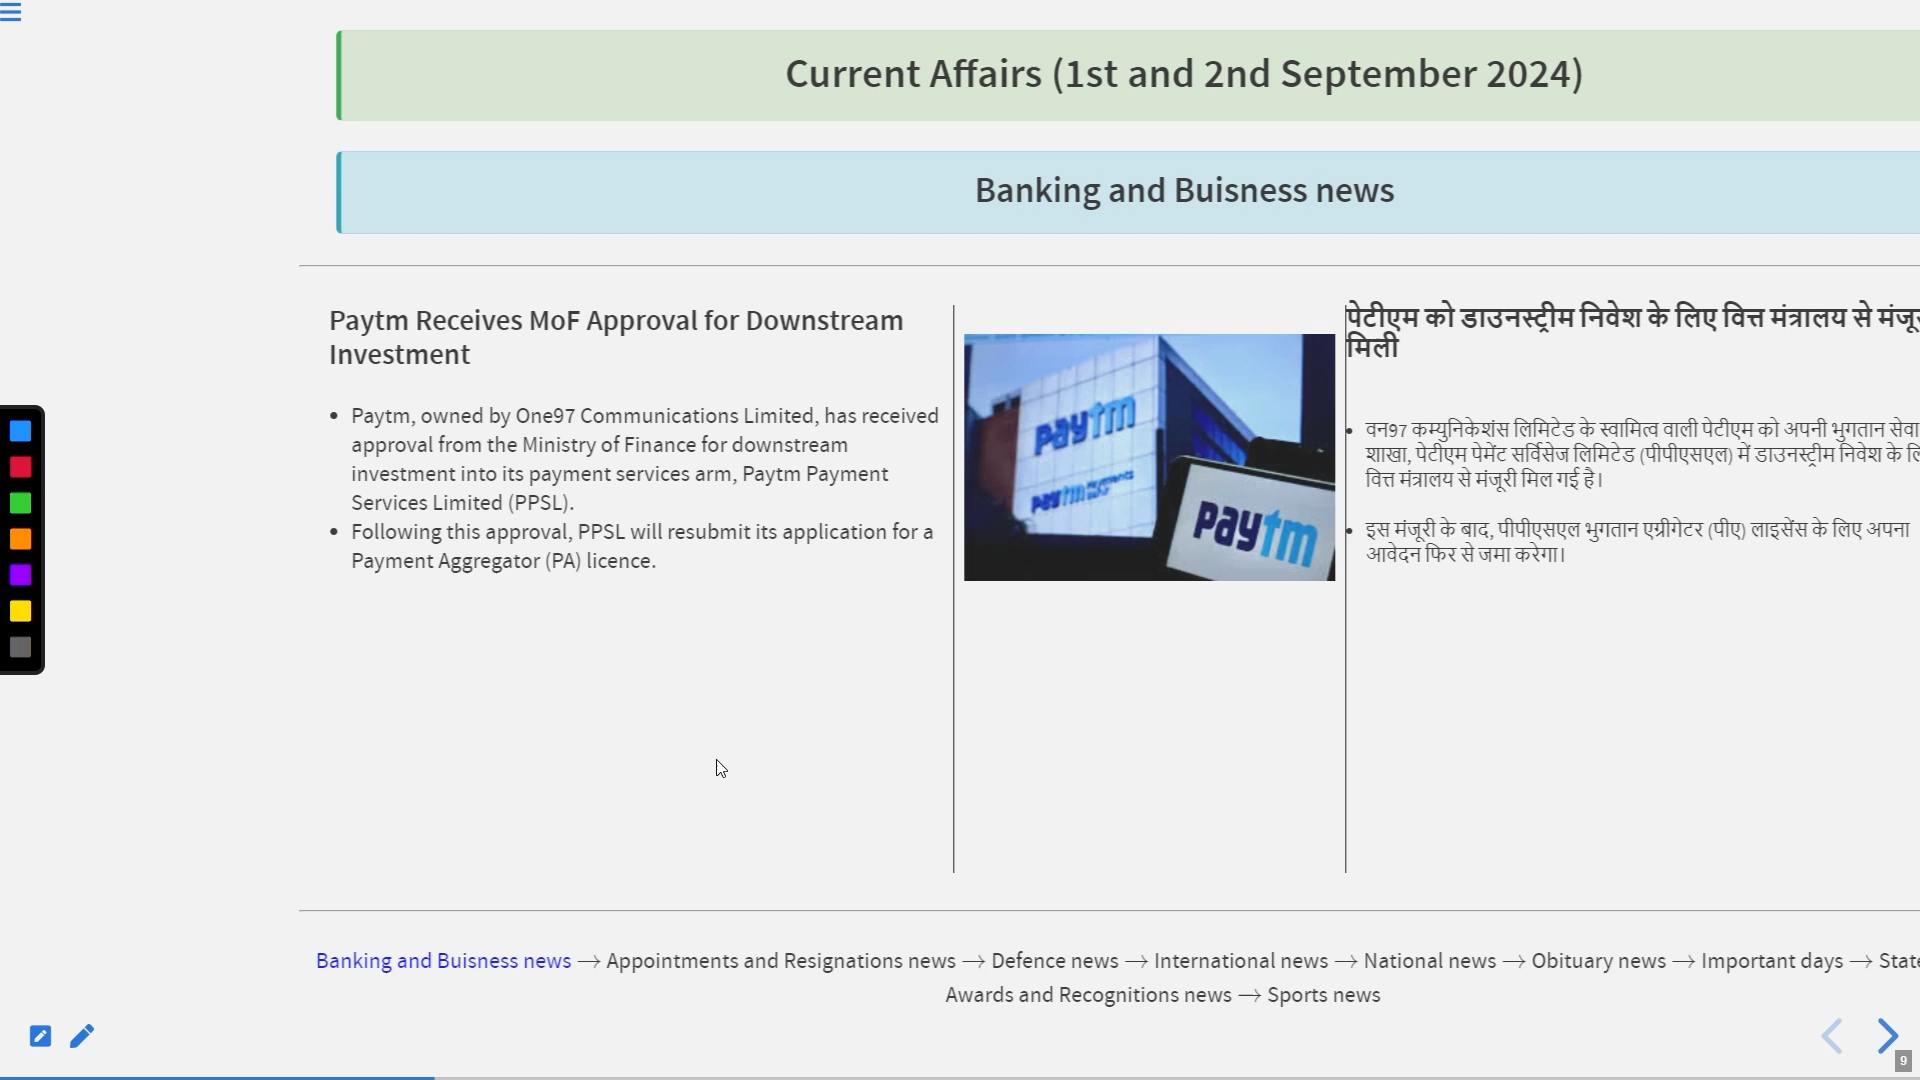 Current Affairs (1st and 2nd September 2024)
Banking and Buisness news
Paytm Receives MoF Approval for Downstream
Investment
• Paytm, owned by One97 Communications Limited, has received
approval from the Ministry of Finance for downstream
investment into its payment services arm, Paytm Payment
Services Limited (PPSL).
• Following this approval, PPSL will resubmit its application for a
Payment Aggregator (PA) licence.
paytm
paytm
paytm
पेटीएम को डाउनस्ट्रीम निवेश के लिए वित्त मंत्रालय से
मिली
• वन97 कम्युनिकेशंस लिमिटेड के स्वामित्व वाली पेटीएम को अपनी भुगतान सेवा
शाखा, पेटीएम पेमेंट सर्विसेज लिमिटेड (पीपीएसएल) में डाउनस्ट्रीम निवेश के
वित्त मंत्रालय से मंजूरी मिल गई है।
• इस मंजूरी के बाद, पीपीएसएल भुगतान एग्रीगेटर (पीए) लाइसेंस के लिए अपना
आवेदन फिर से जमा करेगा।
Banking and Buisness news → Appointments and Resignations news → Defence news → International news → National news → Obituary news → Important days →
Awards and Recognitions news → Sports news
9